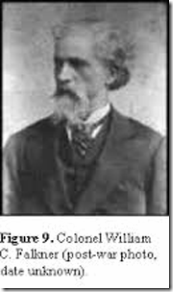 Figure 9. Colonel William
C. Falkner (post-war photo,
date unknown).